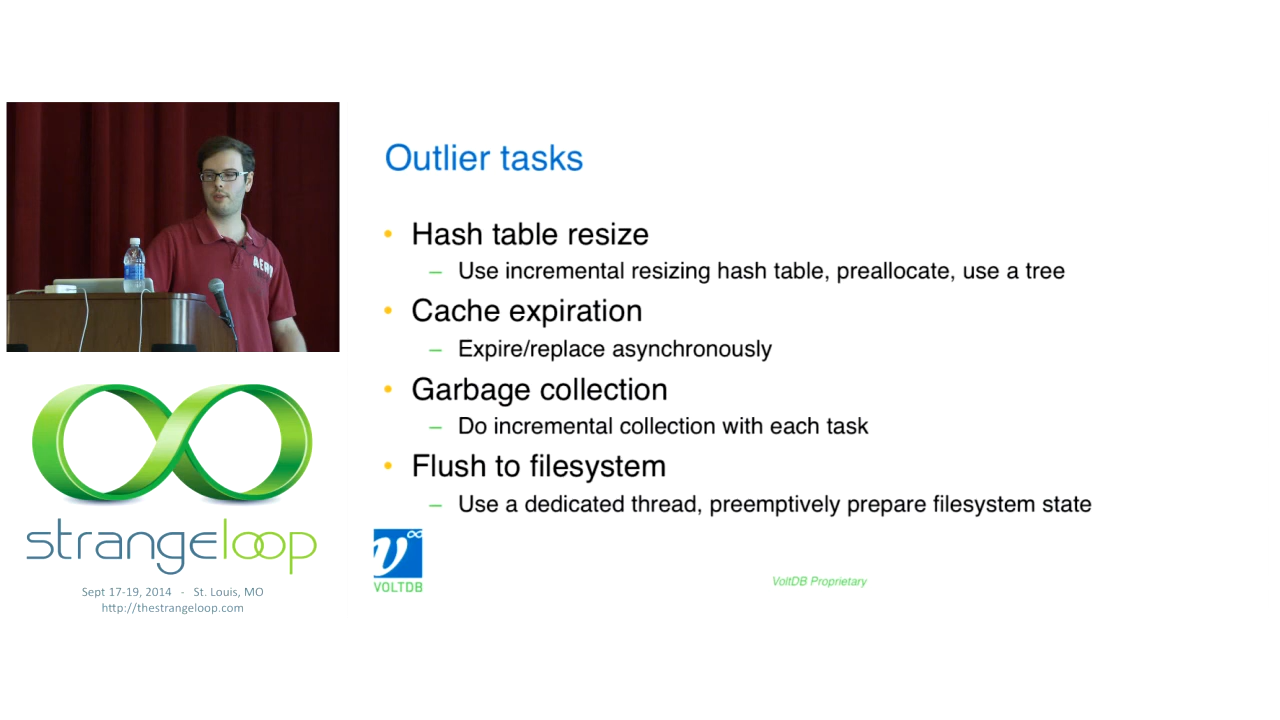 Outlier tasks
• Hash table resize
– Use incremental resizing hash table, preallocate, use a tree
• Cache expiration
– Expire/replace asynchronously
• Garbage collection
– Do incremental collection with each task
• Flush to filesystem
– Use a dedicated thread, preemptively prepare filesystem state
VOLTDB
VoltDB Proprietary
strangeloop
Sept 17-19, 2014 - St. Louis, MO
http://thestrangeloop.com